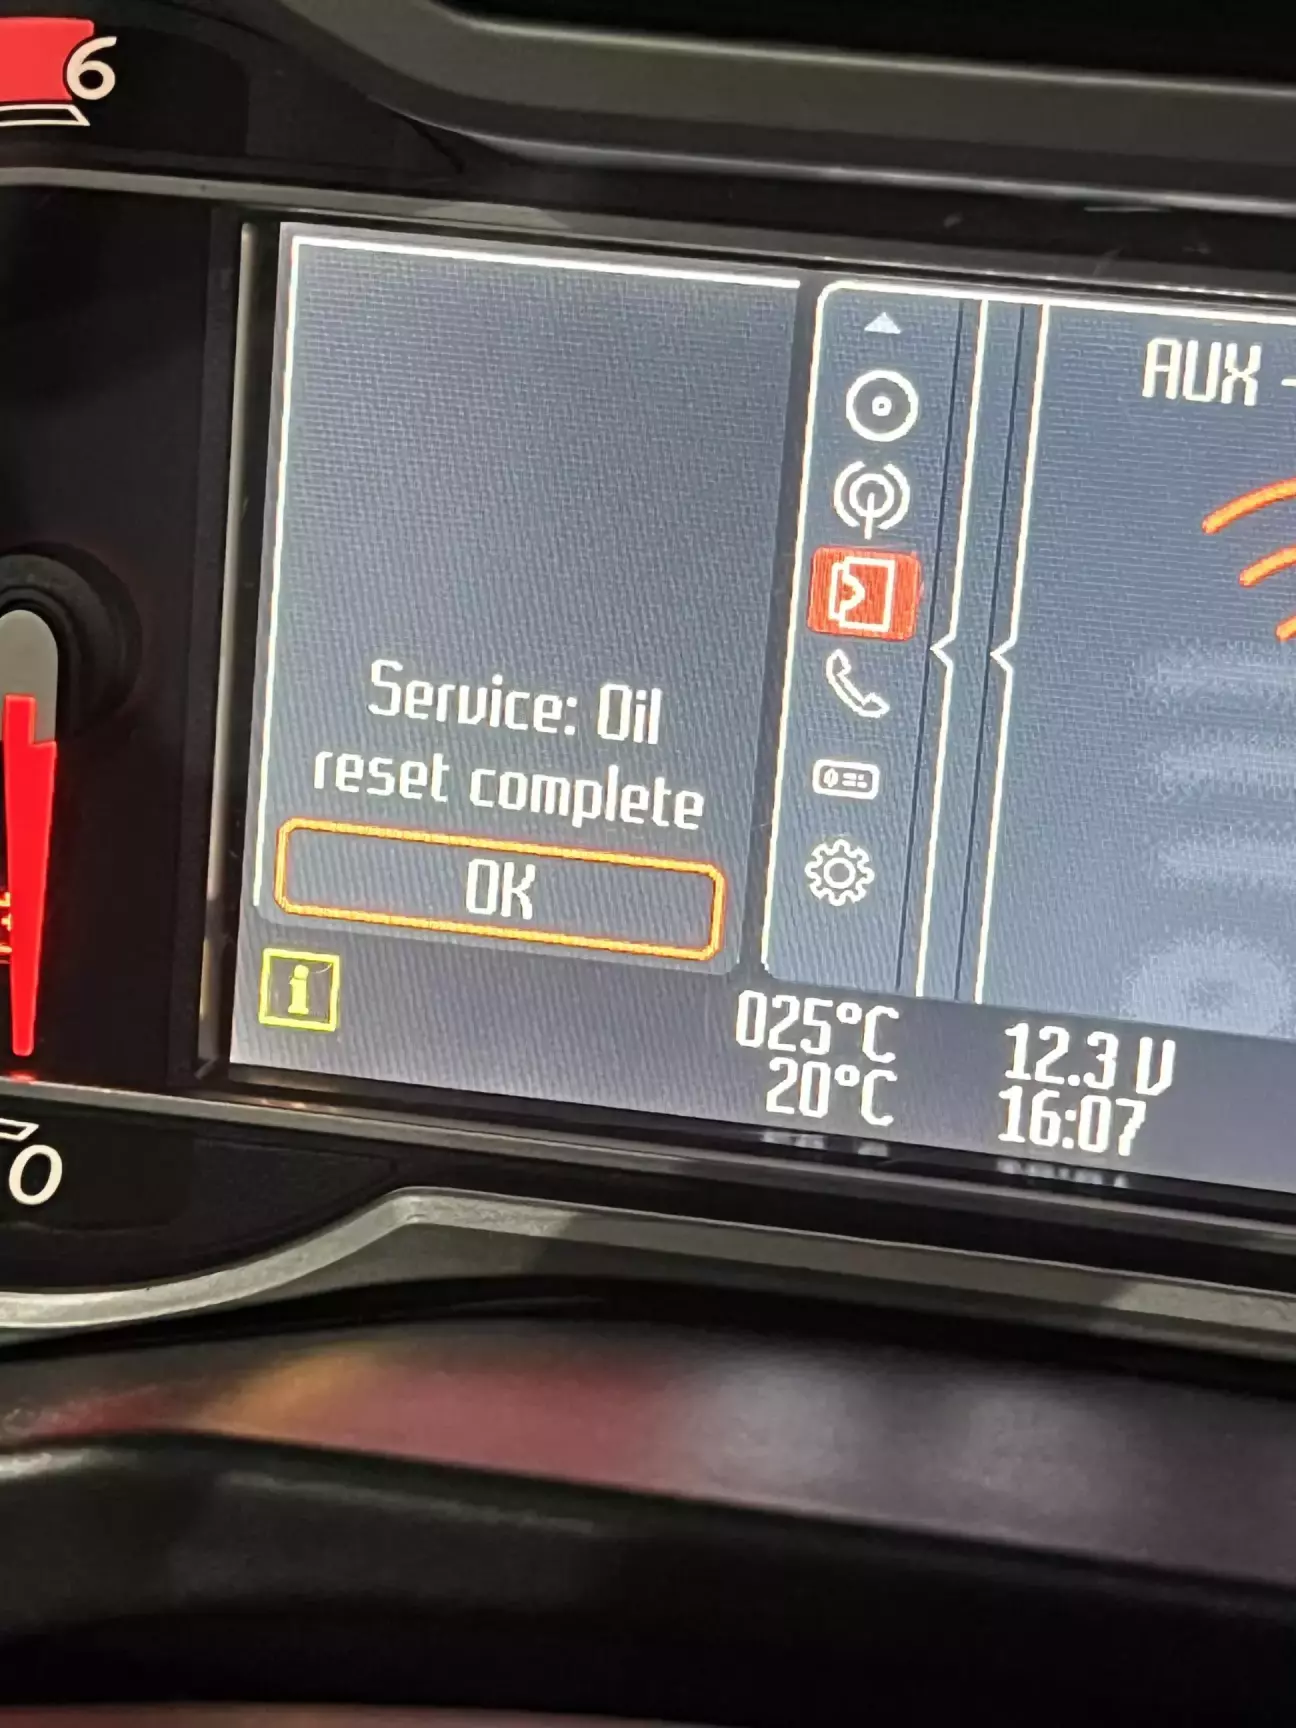 6
AUX -
Service: Oil
reset complete
OK
i
025°C 12.3 V
20°C 16:07
0